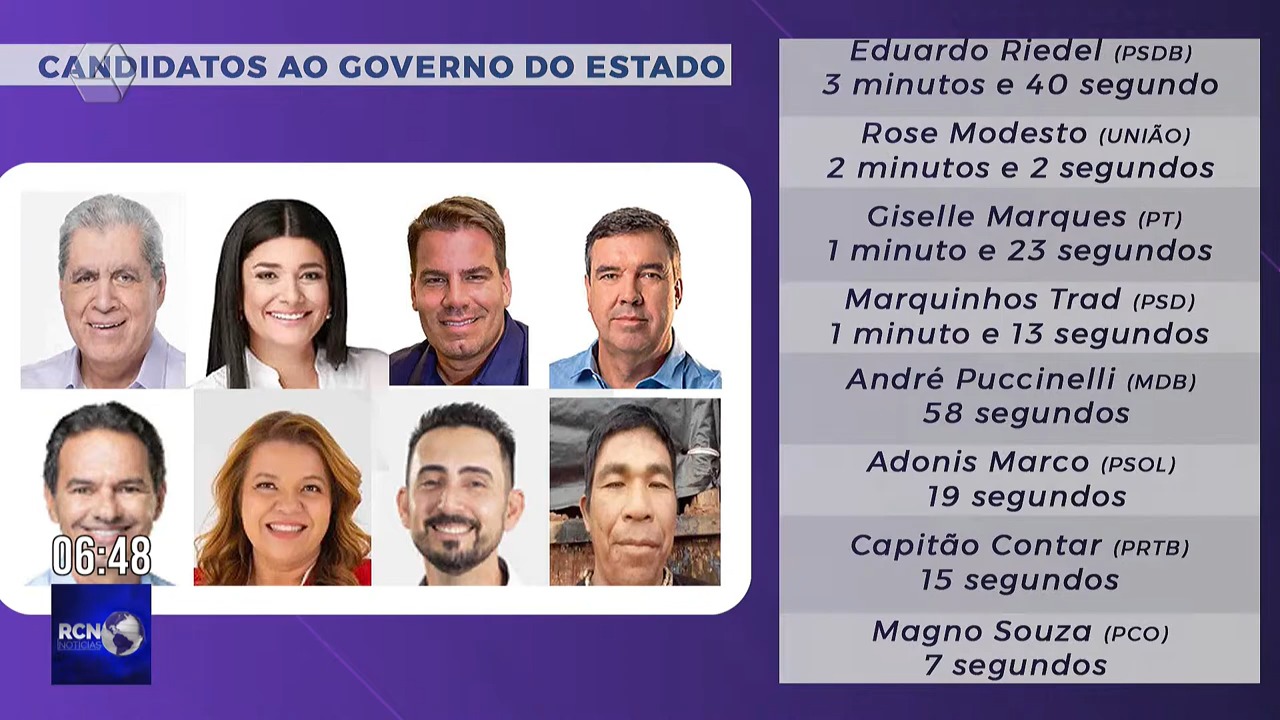 CANDIDATOS AO GOVERNO DO ESTADO
Eduardo Riedel (PSDB)
3 minutos e 40 segundo
Rose Modesto (UNIÃO)
2 minutos e 2 segundos
Giselle Marques (PT)
1 minuto e 23 segundos
Marquinhos Trad (PSD)
1 minuto e 13 segundos
André Puccinelli (MDB)
58 segundos
Adonis Marco (PSOL)
19 segundos
Capitão Contar (PRTB)
15 segundos
Magno Souza (PCO)
7 segundos
06:48
RCN
NOTÍCIAS